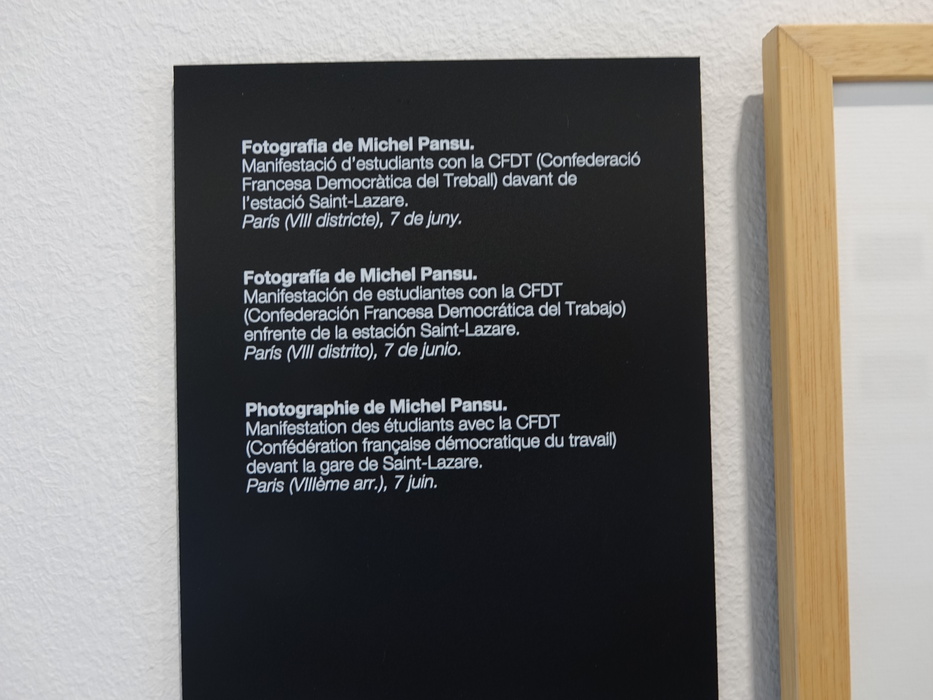 Fotografia de Michel Pansu.
Manifestació d'estudiants con la CFDT (Confederació
Francesa Democràtica del Treball) davant de
l'estació Saint-Lazare.
París (VIII districte), 7 de juny.
Fotografía de Michel Pansu.
Manifestación de estudiantes con la CFDT
(Confederación Francesa Democrática del Trabajo)
enfrente de la estación Saint-Lazare.
París (VIII distrito), 7 de junio.
Photographie de Michel Pansu.
Manifestation des étudiants avec la CFDT
(Confédération française démocratique du travail)
devant la gare de Saint-Lazare.
Paris (VIIIème arr.), 7 juin.